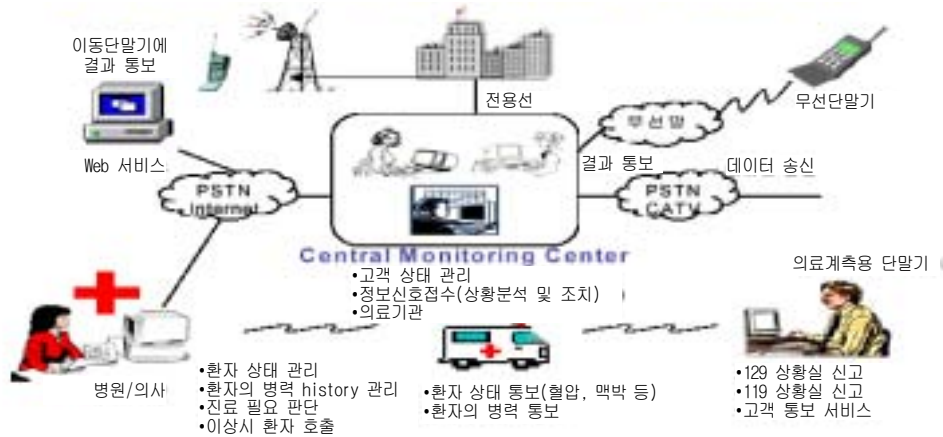 이동단말기에
결과 통보
전용선
무선망
무선단말기
Web 서비스
결과 통보
데이터 송신
PSTN
Internet
PSTN
CATV
Central Monitoring Center
•고객 상태 관리
•정보신호접수(상황분석 및 조치)
•의료기관
의료계측용 단말기
병원/의사
•환자 상태 관리
•환자의 병력 history 관리
•진료 필요 판단
•이상시 환자 호출
•환자 상태 통보(혈압, 맥박 등)
•환자의 병력 통보
•129 상황실 신고
•119 상황실 신고
•고객 통보 서비스